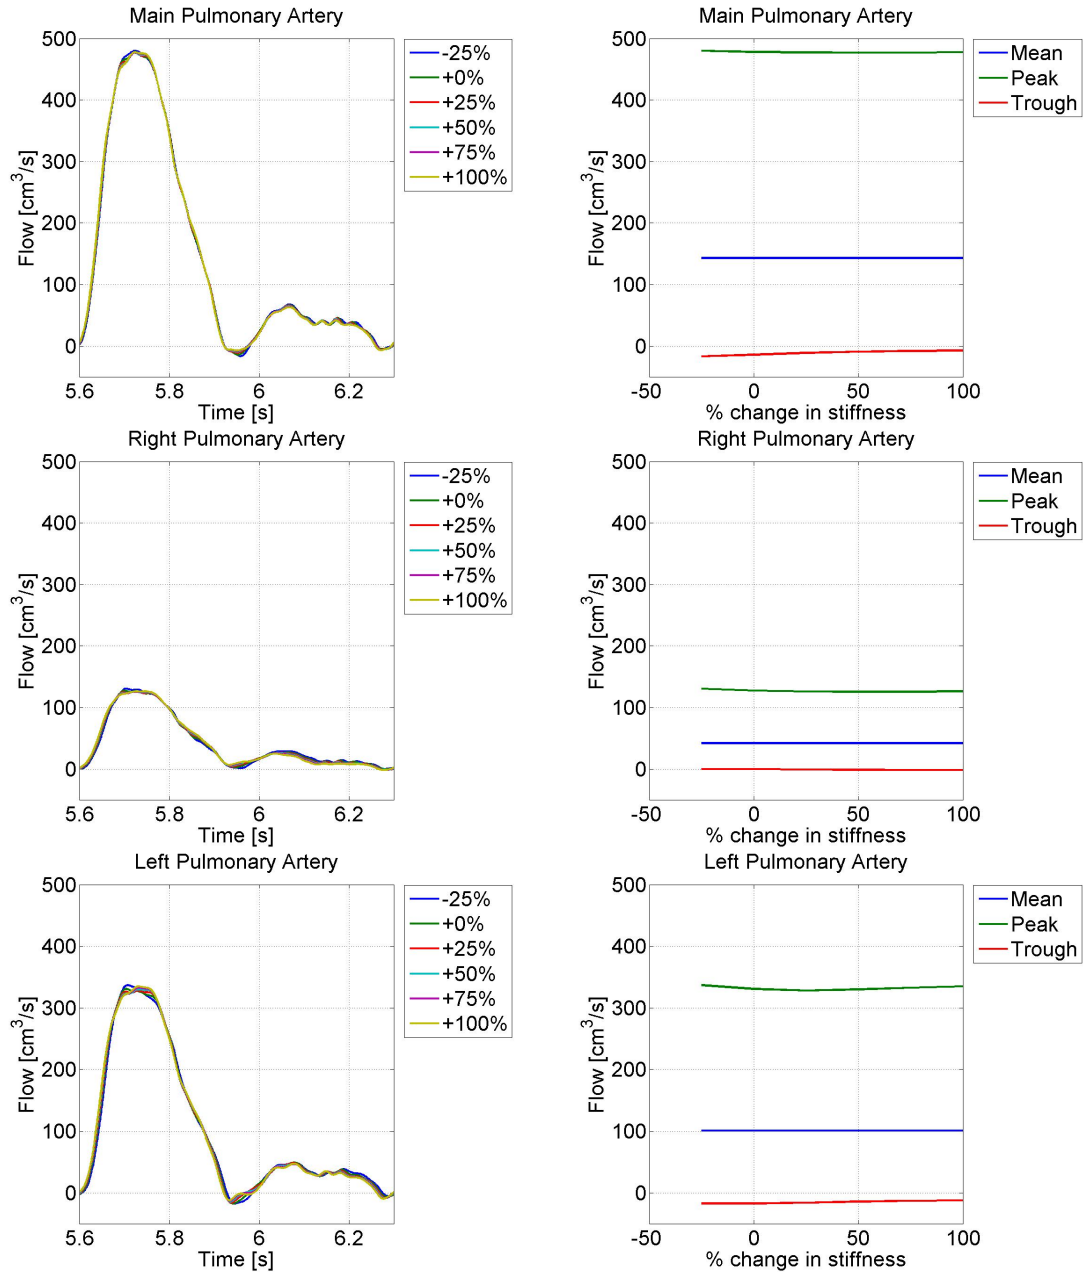 Main Pulmonary Artery
500
400
300
200
100
0
5.6
5.8
6
6.2
Flow [cm³/s]
Time [s]
-25%
+0%
+25%
+50%
+75%
+100%
Main Pulmonary Artery
500
400
300
200
100
0
-50
0
50
100
Flow [cm³/s]
% change in stiffness
Mean
Peak
Trough
Right Pulmonary Artery
500
400
300
200
100
0
5.6
5.8
6
6.2
Flow [cm³/s]
Time [s]
-25%
+0%
+25%
+50%
+75%
+100%
Right Pulmonary Artery
500
400
300
200
100
0
-50
0
50
100
Flow [cm³/s]
% change in stiffness
Mean
Peak
Trough
Left Pulmonary Artery
500
400
300
200
100
0
5.6
5.8
6
6.2
Flow [cm³/s]
Time [s]
-25%
+0%
+25%
+50%
+75%
+100%
Left Pulmonary Artery
500
400
300
200
100
0
-50
0
50
100
Flow [cm³/s]
% change in stiffness
Mean
Peak
Trough